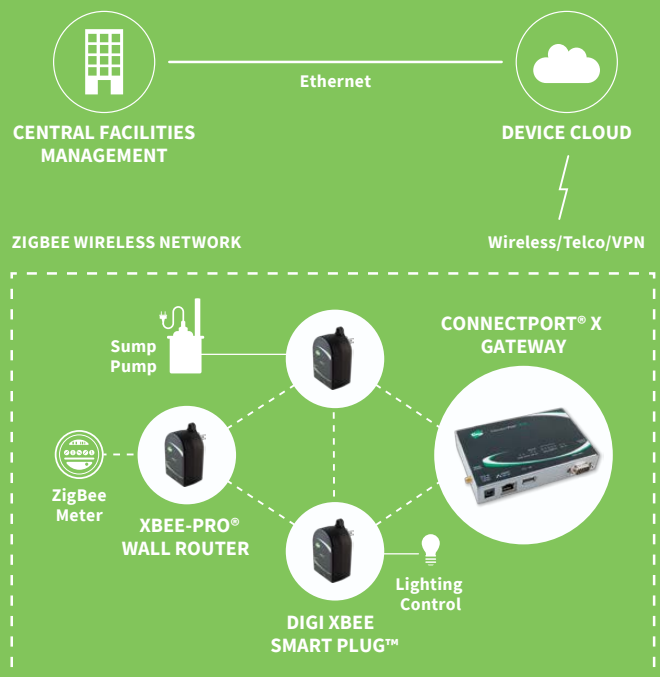 Ethernet
CENTRAL FACILITIES
MANAGEMENT
DEVICE CLOUD
ZIGBEE WIRELESS NETWORK
Wireless/Telco/VPN
CONNECTPORT® X
GATEWAY
Sump
Pump
ZigBee
Meter
XBEE-PRO®
WALL ROUTER
Lighting
Control
DIGI XBEE
SMART PLUG™